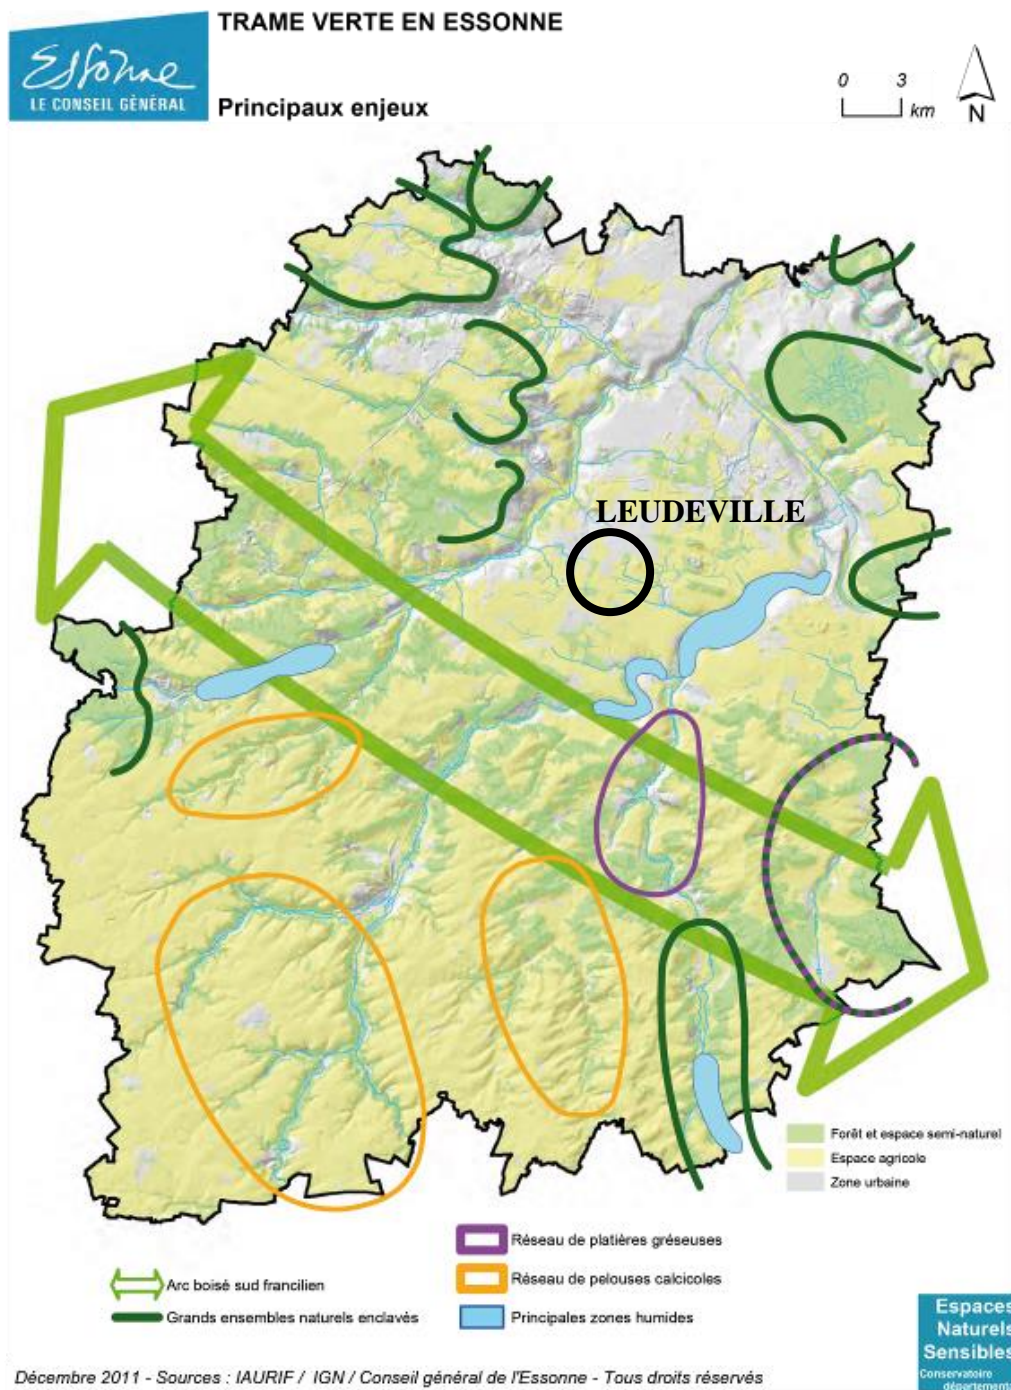 TRAME VERTE EN ESSONNE
Essonne
LE CONSEIL GÉNÉRAL
Principaux enjeux
0 3
km
N
LEUDEVILLE
Forêt et espace semi-naturel
Espace agricole
Zone urbaine
Réseau de platières gréseuses
Arc boisé sud francilien
Réseau de pelouses calcicoles
Grands ensembles naturels enclavés
Principales zones humides
Espaces
Naturels
Sensibles
Conservatoire
départementa
Décembre 2011 - Sources : IAURIF / IGN / Conseil général de l'Essonne - Tous droits réservés